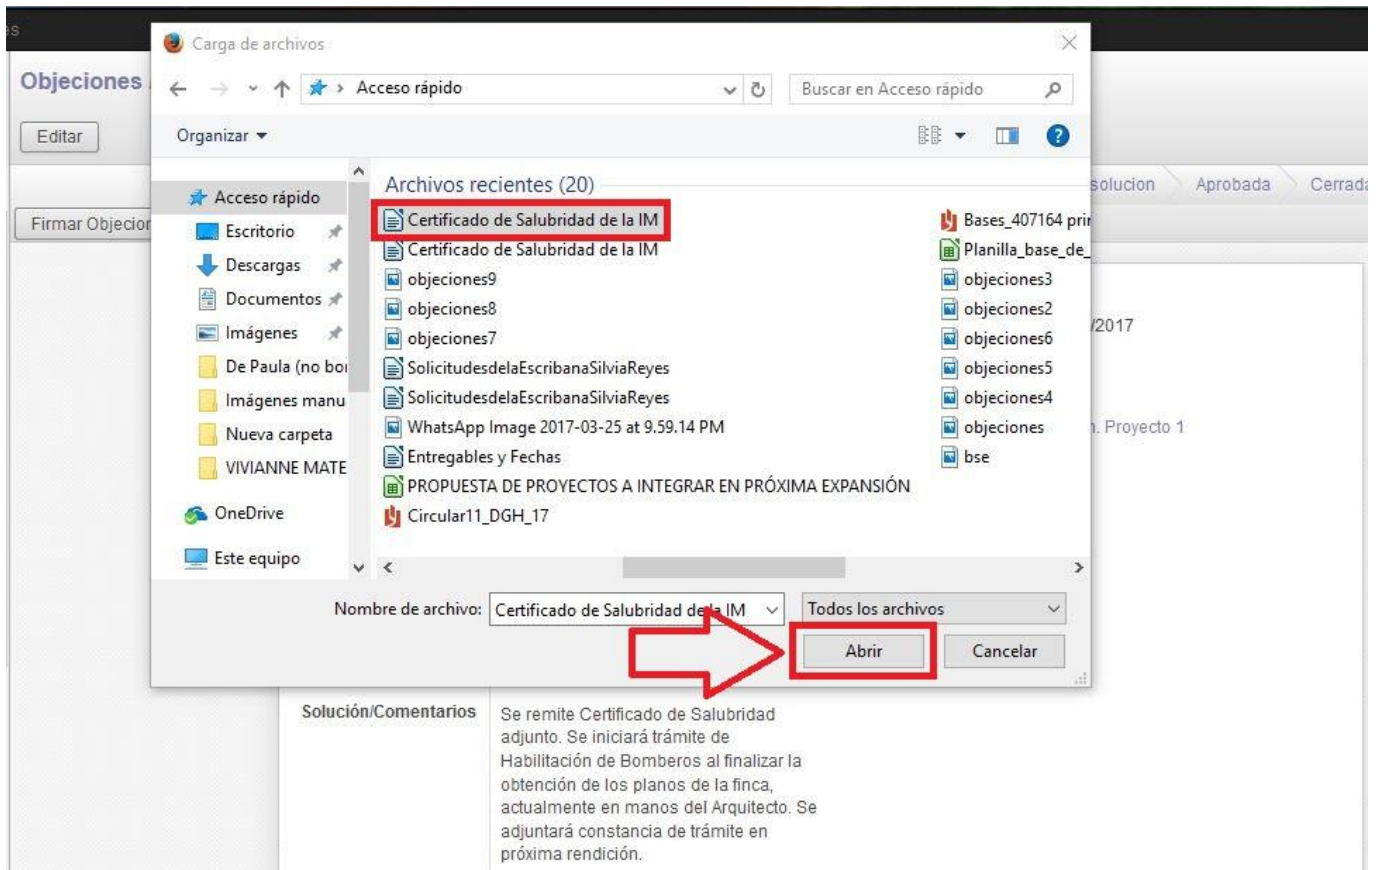 es
Carga de archivos
Objeciones
Acceso rápido
Buscar en Acceso rápido
Editar
Organizar
Archivos recientes (20)
solucion
Aprobada
Cerrada
Firmar Objecion
Acceso rápido
Escritorio
Descargas
Documentos
Imágenes
De Paula (no bor
Imágenes manu
Nueva carpeta
VIVIANNE MATE
OneDrive
Este equipo
Certificado de Salubridad de la IM
Certificado de Salubridad de la IM
objeciones9
objeciones8
objeciones7
SolicitudesdelaEscribanaSilviaReyes
SolicitudesdelaEscribanaSilviaReyes
WhatsApp Image 2017-03-25 at 9.59.14 PM
Entregables y Fechas
PROPUESTA DE PROYECTOS A INTEGRAR EN PRÓXIMA EXPANSIÓN
Circular11_DGH_17
Bases_407164 prin
Planilla_base_de_
objeciones3
objeciones2
objeciones6
objeciones5
objeciones4
objeciones
bse
/2017
n. Proyecto 1
Nombre de archivo:
Certificado de Salubridad de la IM
Todos los archivos
Abrir
Cancelar
Solución/Comentarios
Se remite Certificado de Salubridad
adjunto. Se iniciará trámite de
Habilitación de Bomberos al finalizar la
obtención de los planos de la finca,
actualmente en manos del Arquitecto. Se
adjuntará constancia de trámite en
próxima rendición.